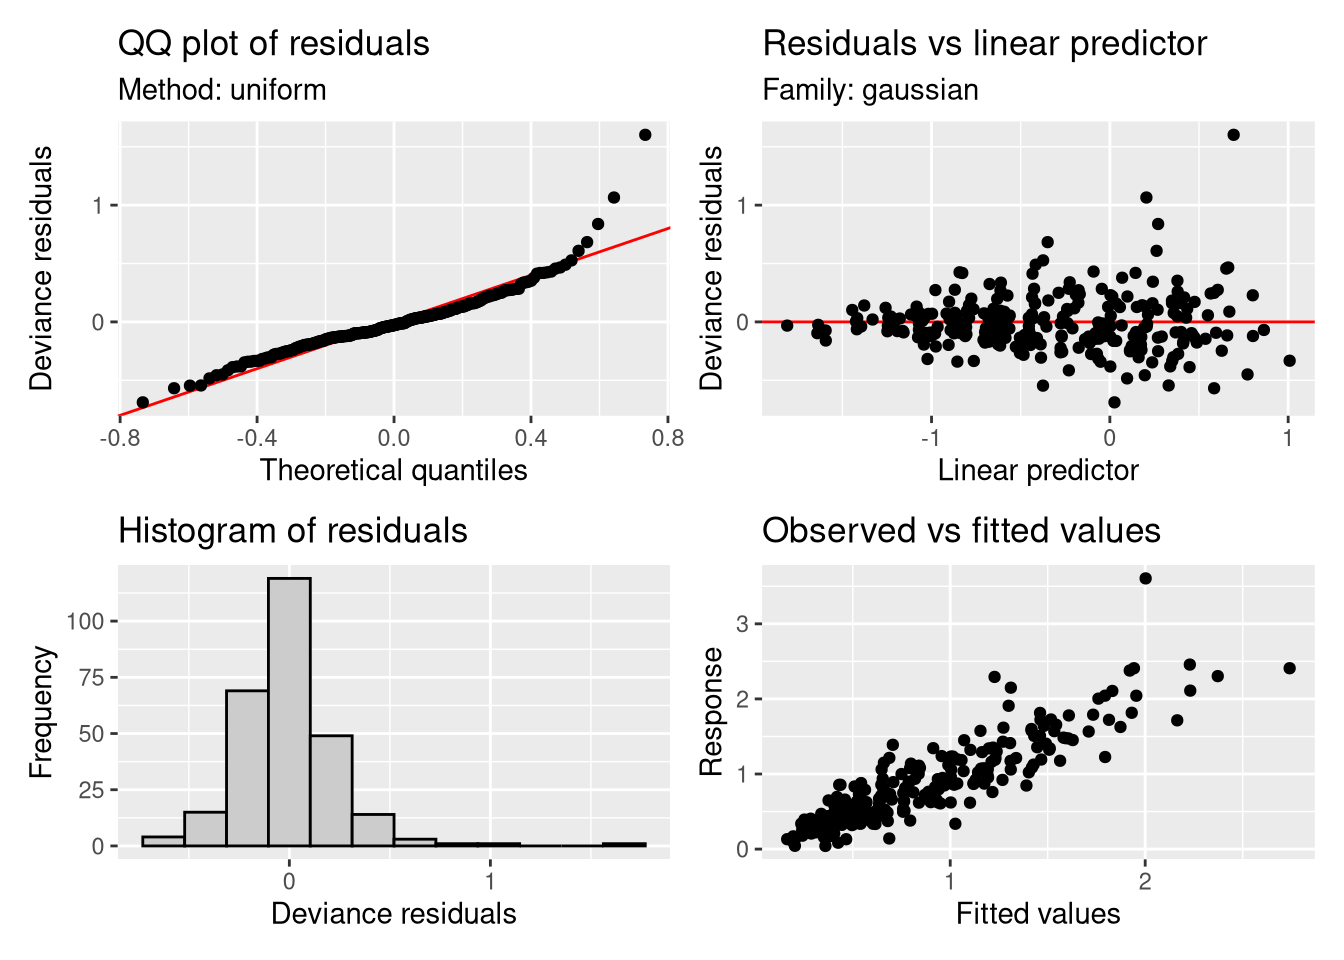 QQ plot of residuals
Method: uniform
Deviance residuals
1
0
-0.8
-0.4
0.0
0.4
0.8
Theoretical quantiles
Residuals vs linear predictor
Family: gaussian
Deviance residuals
1
0
-1
0
1
Linear predictor
Histogram of residuals
Frequency
100
75
50
25
0
0
1
Deviance residuals
Observed vs fitted values
Response
3
2
1
0
1
2
Fitted values